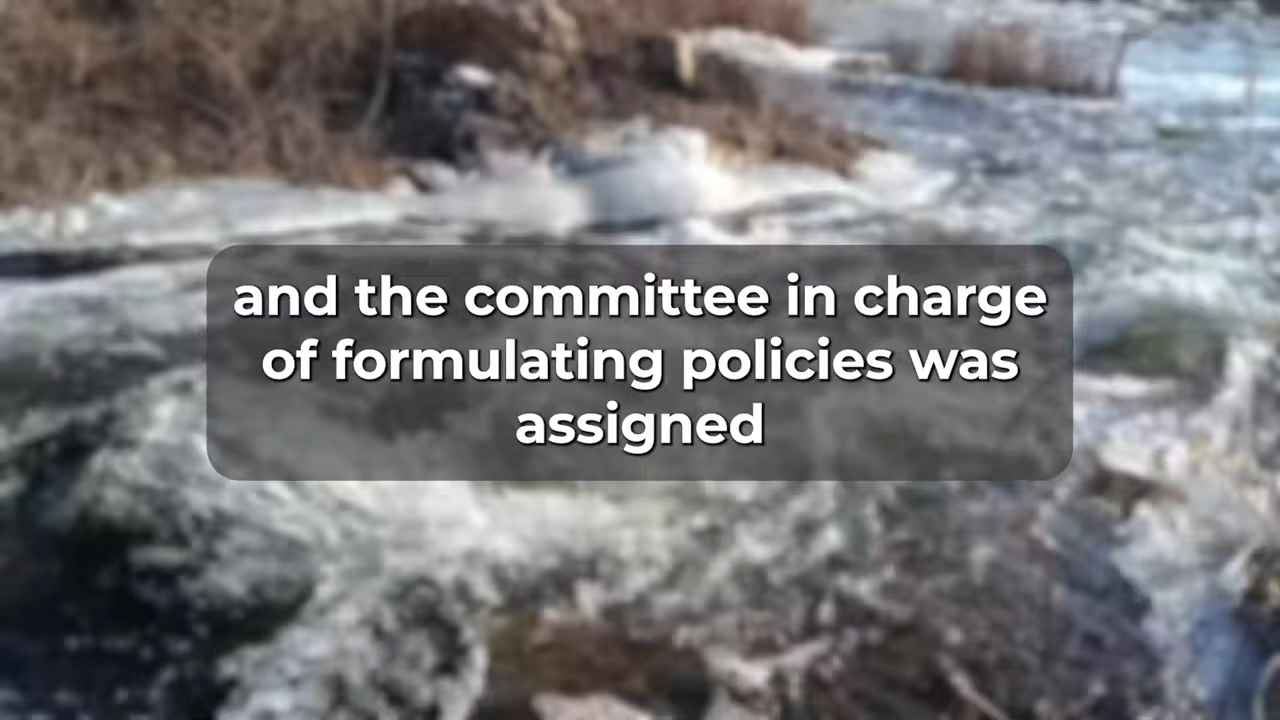 and the committee in charge
of formulating policies was
assigned